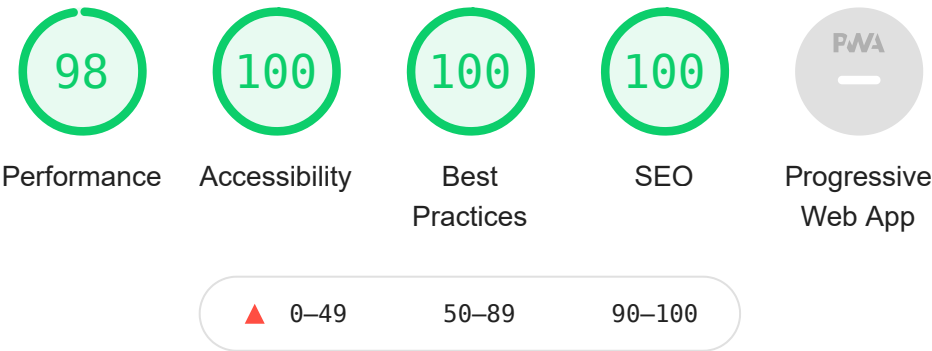 98 100 100 100 PWA
Performance Accessibility Best Practices SEO Progressive Web App
0–49 50–89 90–100